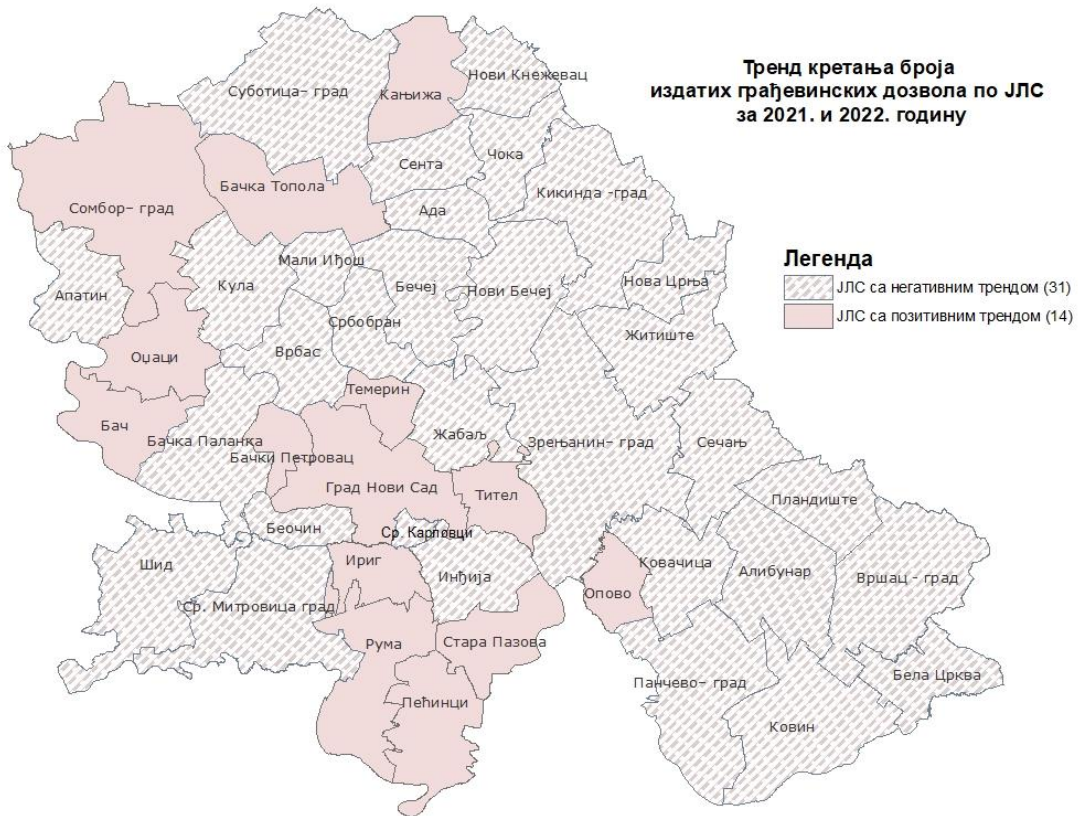 Тренд кретања броја
издатих грађевинских дозвола по ЈЛС
за 2021. и 2022. годину
Нови Кнежевац
Суботица- град
Кањижа
Чока
Сента
Кикинда -град
Бачка Топола
Сомбор- град
Ада
Мали Иђош
Легенда
Нова Црња
Кула
Бечеј
Нови Бечеј
ЈЛС са негативним трендом (31)
Апатин
ЈЛС са позитивним трендом (14)
Србобран
Житиште
Врбас
Оџаци
Темерин
Бач
Жабаљ
Бачка Паланка
Зрењанин- град
Сечањ
Бачки Петровац
Град Нови Сад
Тител
Пландиште
Беочин
Ср. Карловци
Ириг
Ковачица
Шид
Алибунар
Инђија
Вршац - град
Опово
Ср. Митровица град
Рума
Стара Пазова
Бела Црква
Панчево- град
Пећинци
Ковин